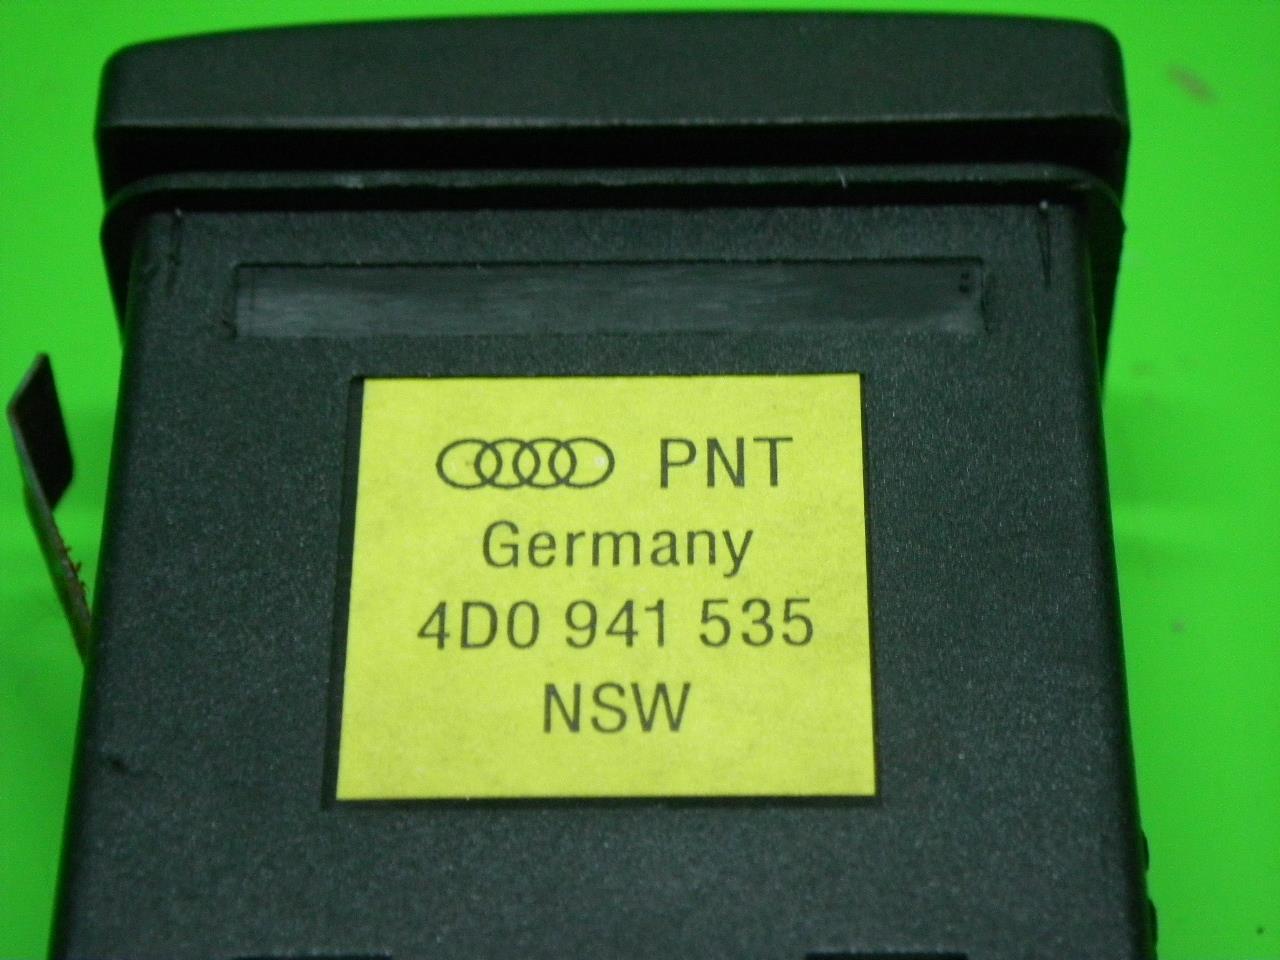 PNT
Germany
4D0 941 535
NSW